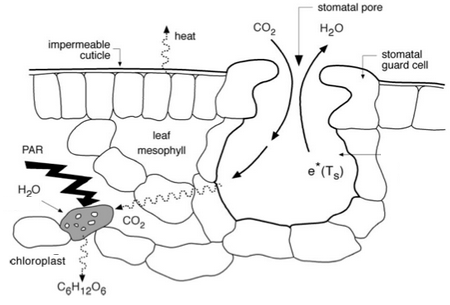 stomatal pore
CO2
H2O
heat
impermeable
cuticle
stomatal
guard cell
leaf
mesophyll
PAR
e*(Ts)
H2O
CO2
chloroplast
C6H12O6